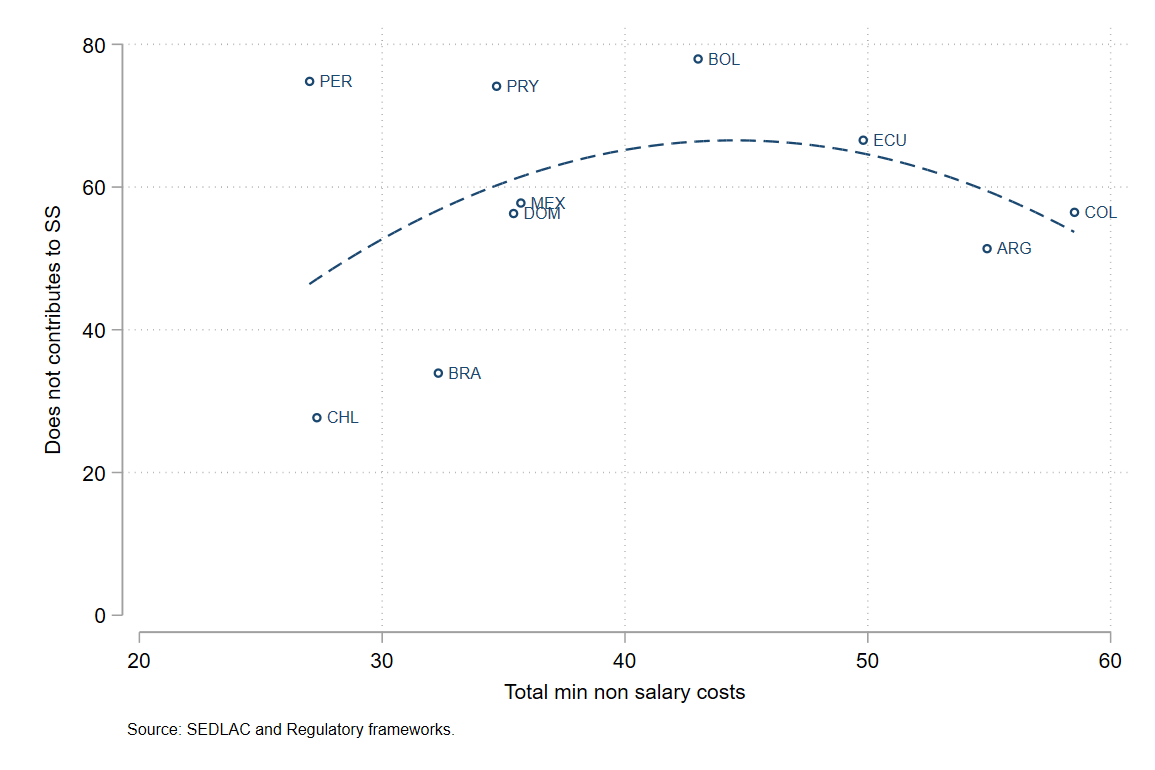 Does not contributes to SS
80
60
40
20
0
PER
PRY
BOL
ECU
MEX
DOM
COL
ARG
BRA
CHL
20 30 40 50 60
Total min non salary costs
Source: SEDLAC and Regulatory frameworks.